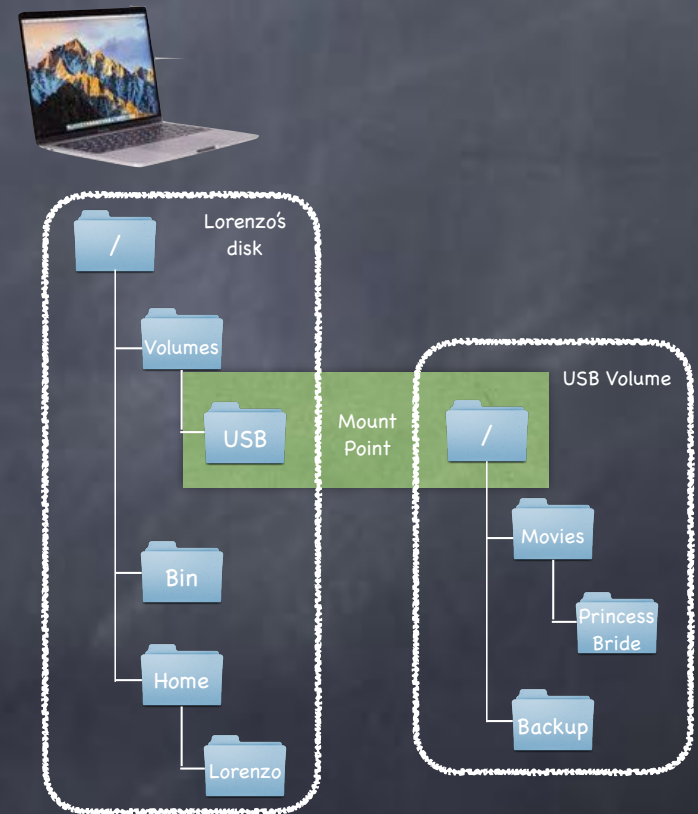 Lorenzo's
disk
/
Volumes
USB
Bin
Home
Lorenzo
Mount
Point
USB Volume
/
Movies
Princess
Bride
Backup